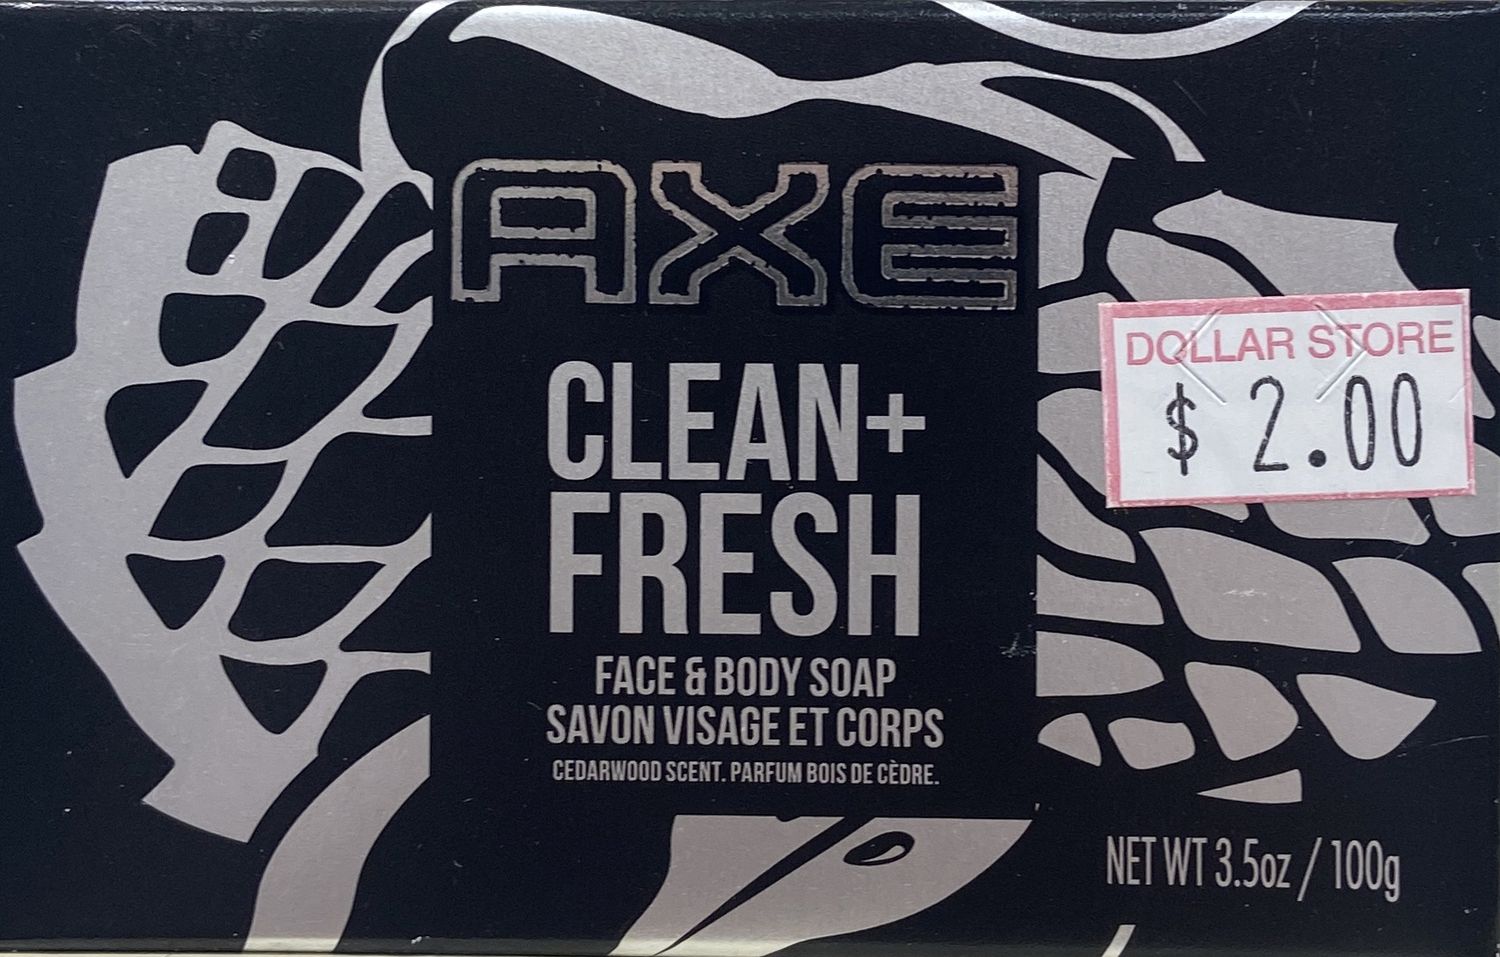 AXE
CLEAN+
FRESH
FACE & BODY SOAP
SAVON VISAGE ET CORPS
CEDARWOOD SCENT. PARFUM BOIS DE CÈDRE.
DOLLAR STORE
$ 2.00
NET WT 3.5oz / 100g